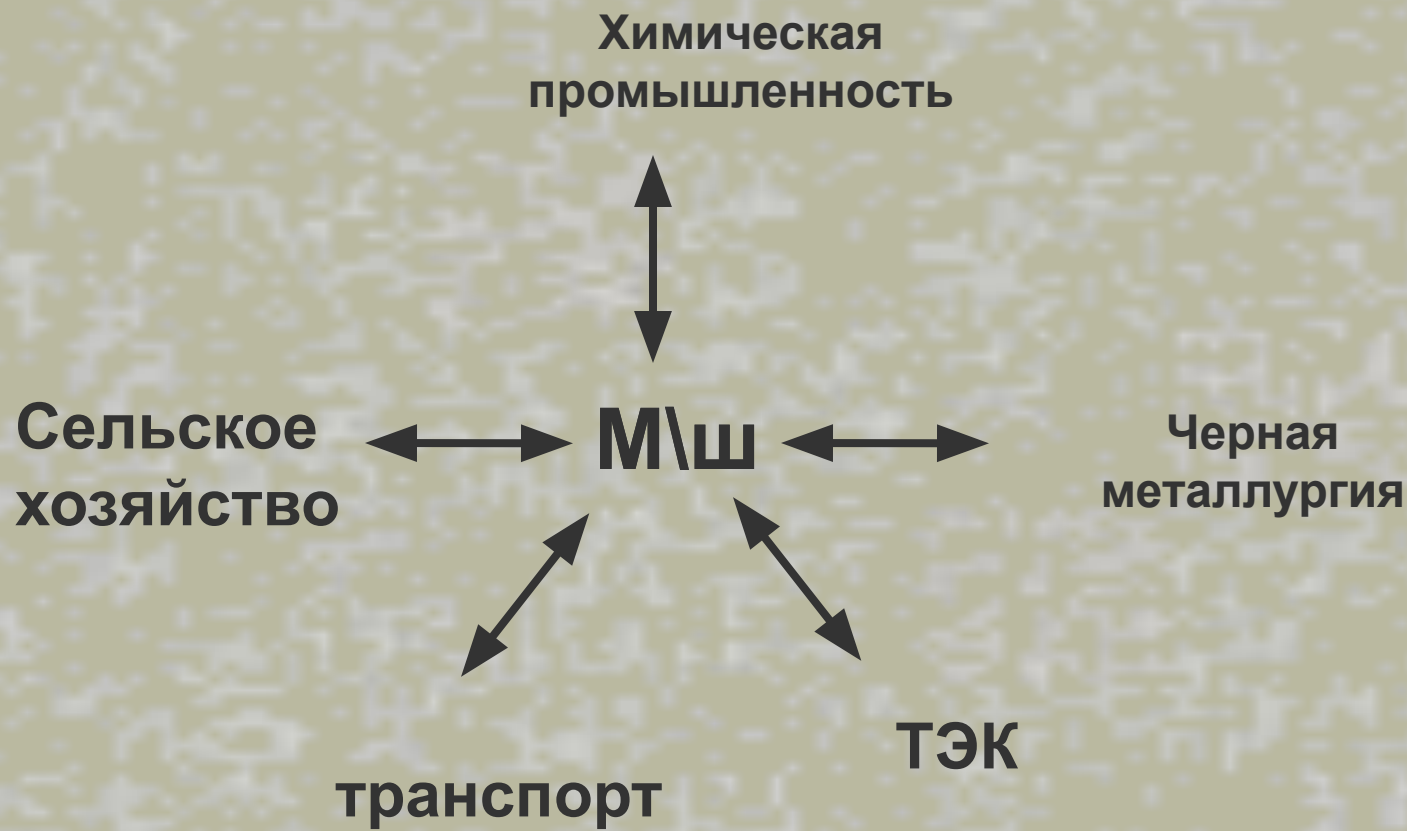 Химическая
промышленность
Сельское
хозяйство
М\ш
Черная
металлургия
ТЭК
транспорт